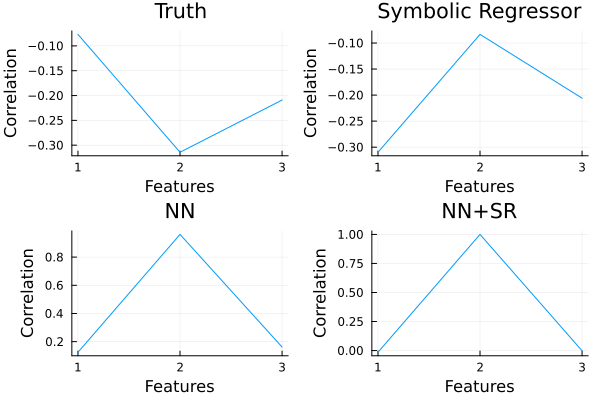 Truth
Correlation
−0.10
−0.15
−0.20
−0.25
−0.30
1 2 3
Features
Symbolic Regressor
Correlation
−0.10
−0.15
−0.20
−0.25
−0.30
1 2 3
Features
NN
Correlation
0.8
0.6
0.4
0.2
1 2 3
Features
NN+SR
Correlation
1.00
0.75
0.50
0.25
0.00
1 2 3
Features